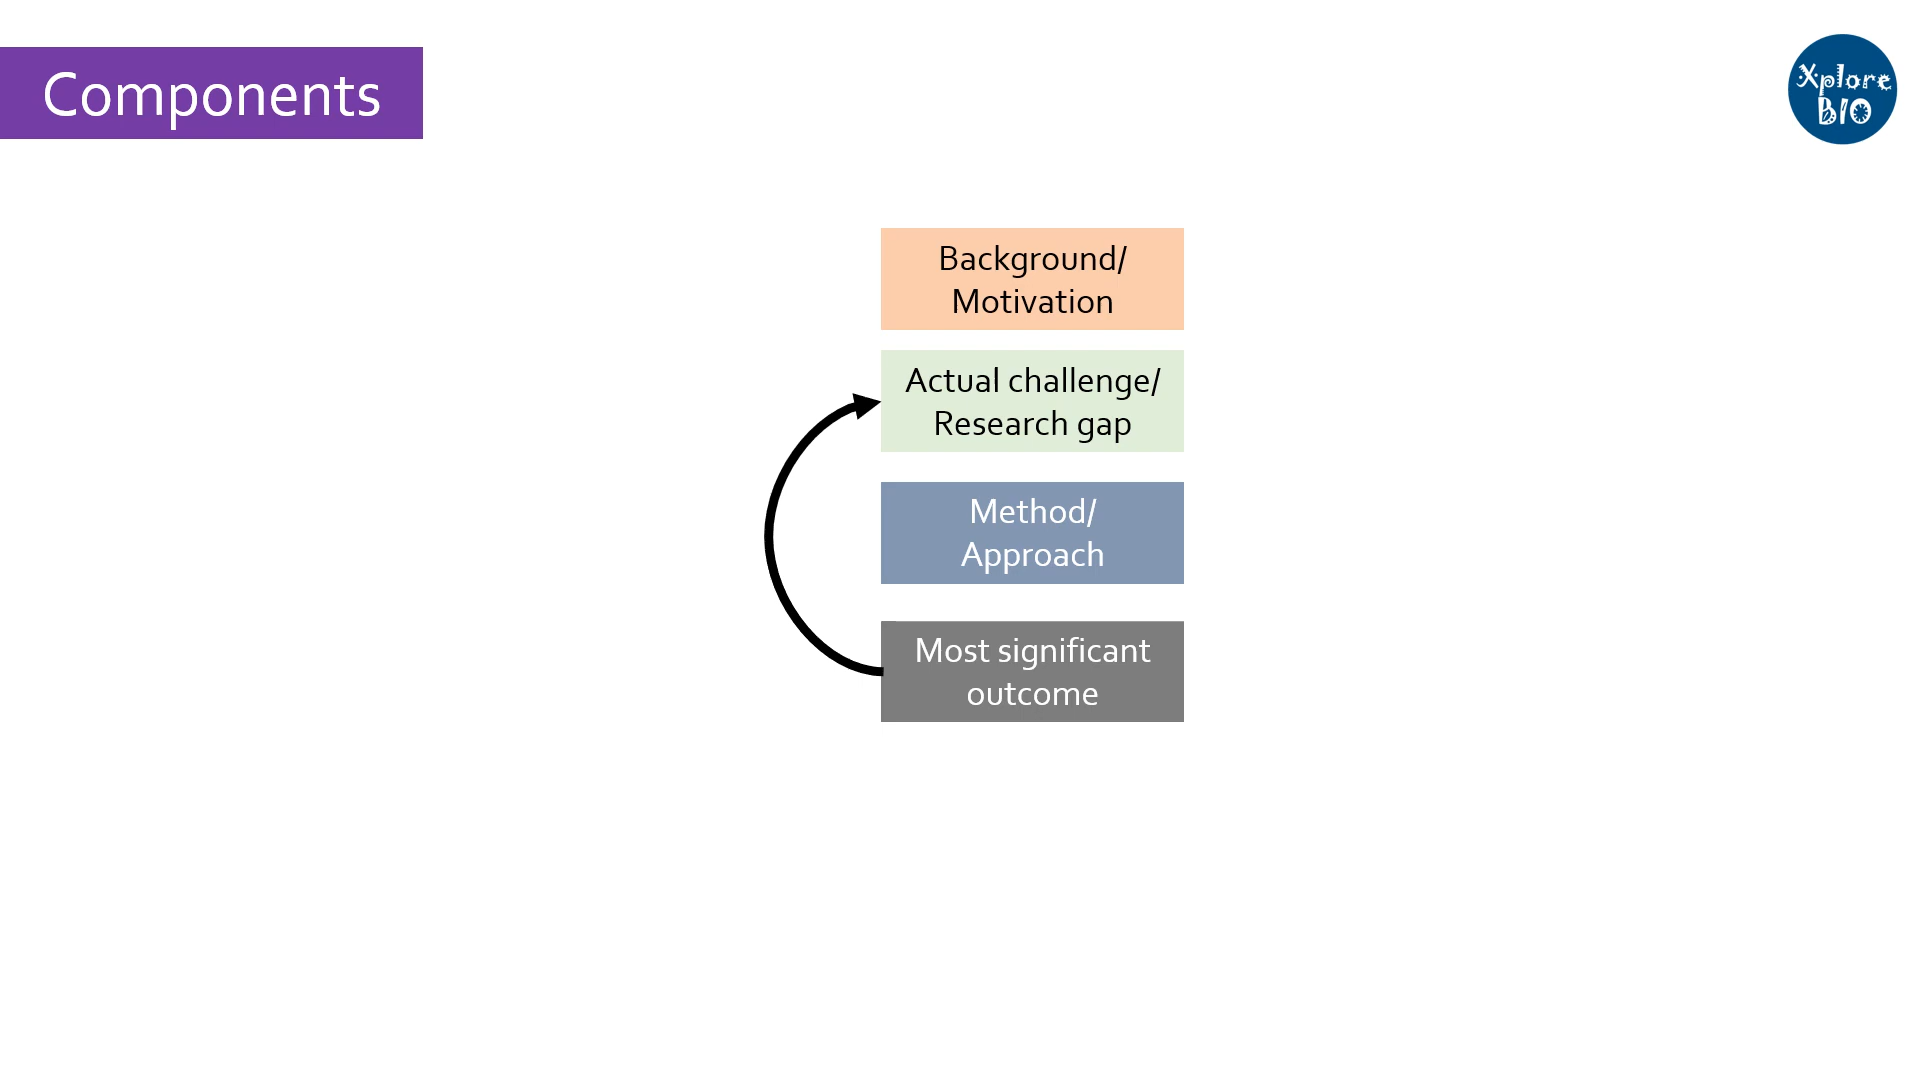 Components
Xplore
BIO
Background/
Motivation
Actual challenge/
Research gap
Method/
Approach
Most significant
outcome